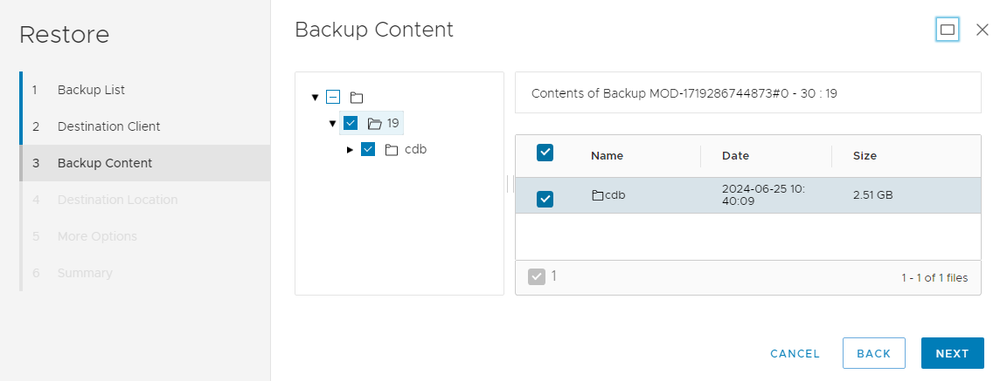 Restore
1 Backup List
2 Destination Client
3 Backup Content
4 Destination Location
5 More Options
6 Summary
Backup Content
19
cdb
Contents of Backup MOD-1719286744873#0 - 30 : 19
Name Date Size
cdb 2024-06-25 10:
40:09 2.51 GB
1 1 - 1 of 1 files
CANCEL BACK NEXT